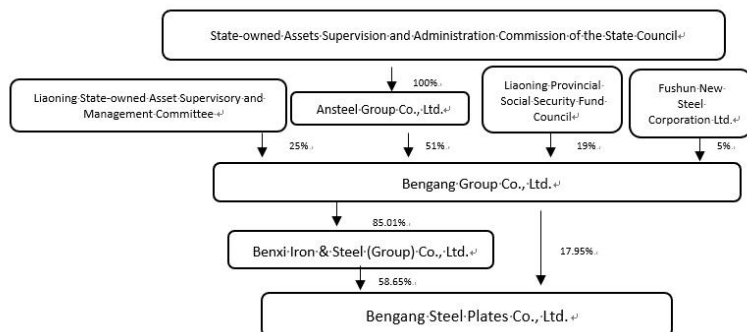 State-owned Assets Supervision and Administration Commission of the State Council
100%
Liaoning State-owned Asset Supervisory and
Management Committee
Ansteel Group Co., Ltd.
Liaoning Provincial
Social Security Fund
Council
Fushun New
Steel
Corporation Ltd.
25%
51%
19%
5%
Bengang Group Co., Ltd.
85.01%
Benxi Iron & Steel (Group) Co., Ltd.
17.95%
58.65%
Bengang Steel Plates Co., Ltd.